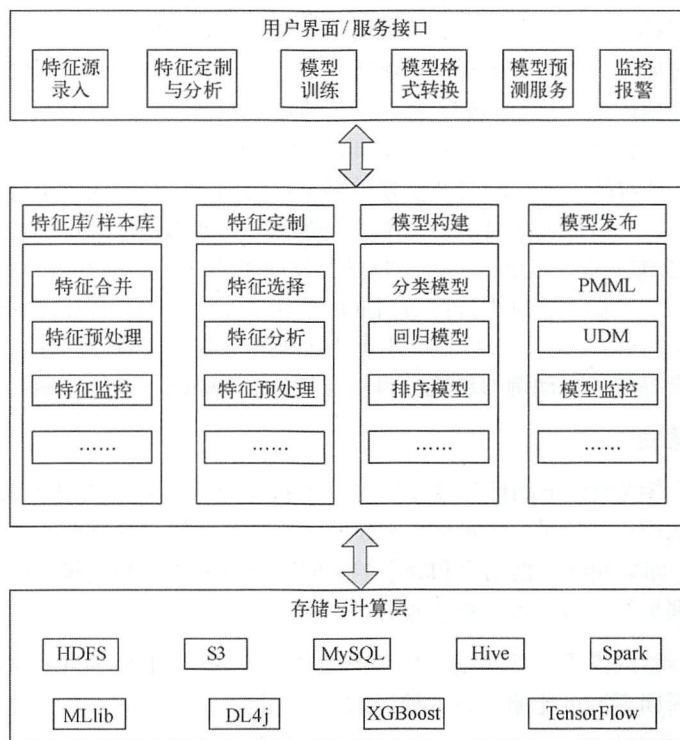 用户界面/服务接口
特征源
录入
特征定制
与分析
模型
训练
模型格
式转换
模型预
测服务
监控
报警
特征库/样本库
特征合并
特征预处理
特征监控
……
特征定制
特征选择
特征分析
特征预处理
……
模型构建
分类模型
回归模型
排序模型
……
模型发布
PMML
UDM
模型监控
……
存储与计算层
HDFS
S3
MySQL
Hive
Spark
MLlib
DL4j
XGBoost
TensorFlow